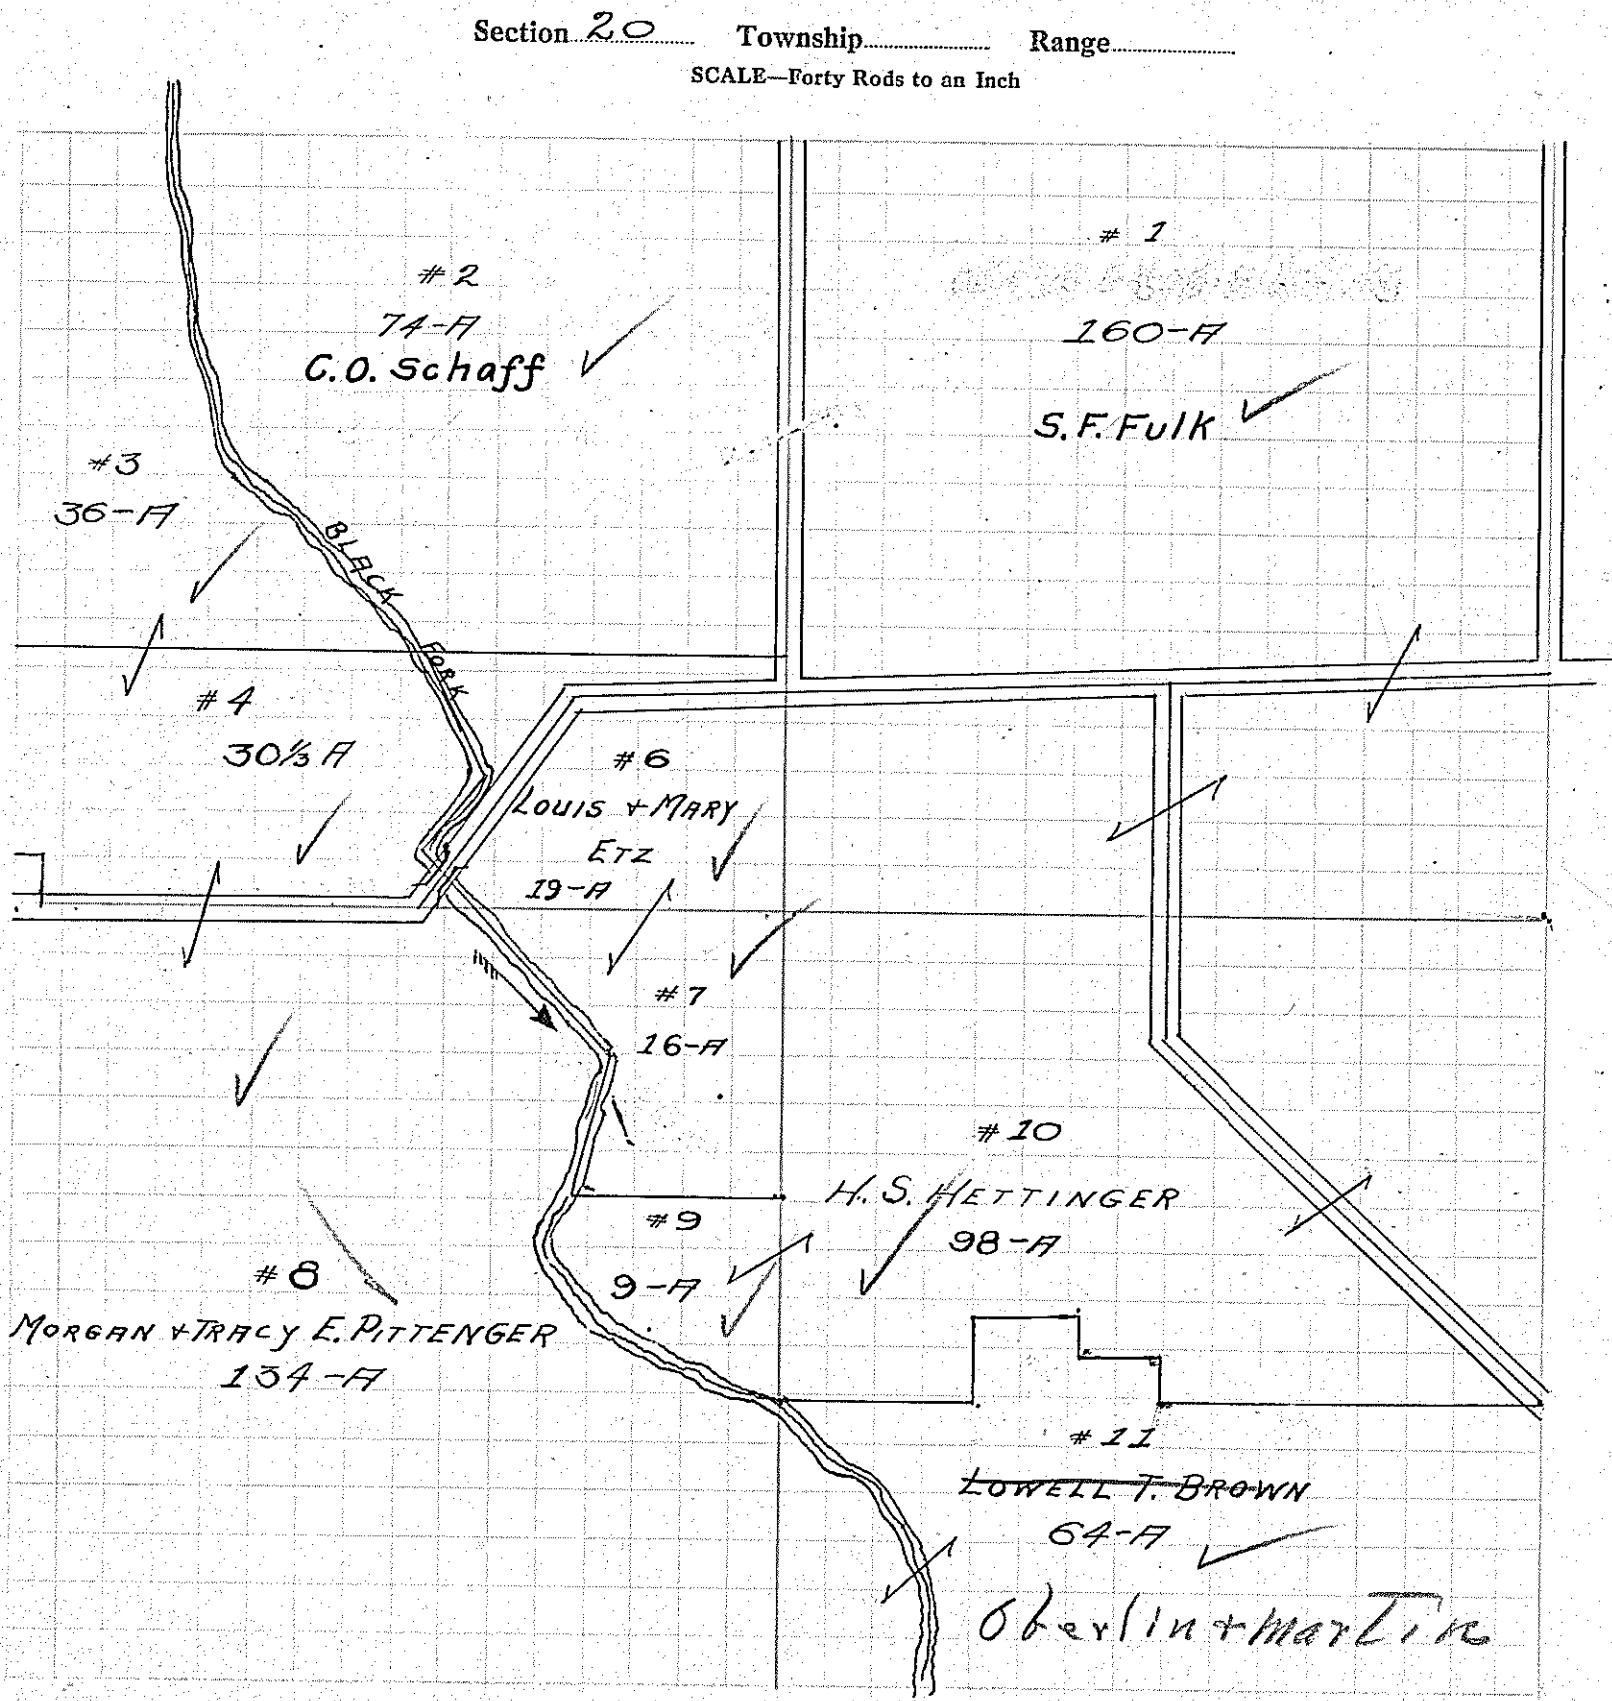 Section 20 Township Range
SCALE—Forty Rods to an Inch
# 1
160-A
S.F. Fulk
# 2
74-A
C.O. Schaff
#3
36-A
BLACK FORK
#4
30⅓ A
#6
LOUIS + MARY
ETZ
19-A
#7
16-A
#8
MORGAN + TRACY E. PITTENGER
134-A
#9
9-A
#10
H. S. HETTINGER
98-A
#11
LOWELL T. BROWN
64-A
Oberlin + martin